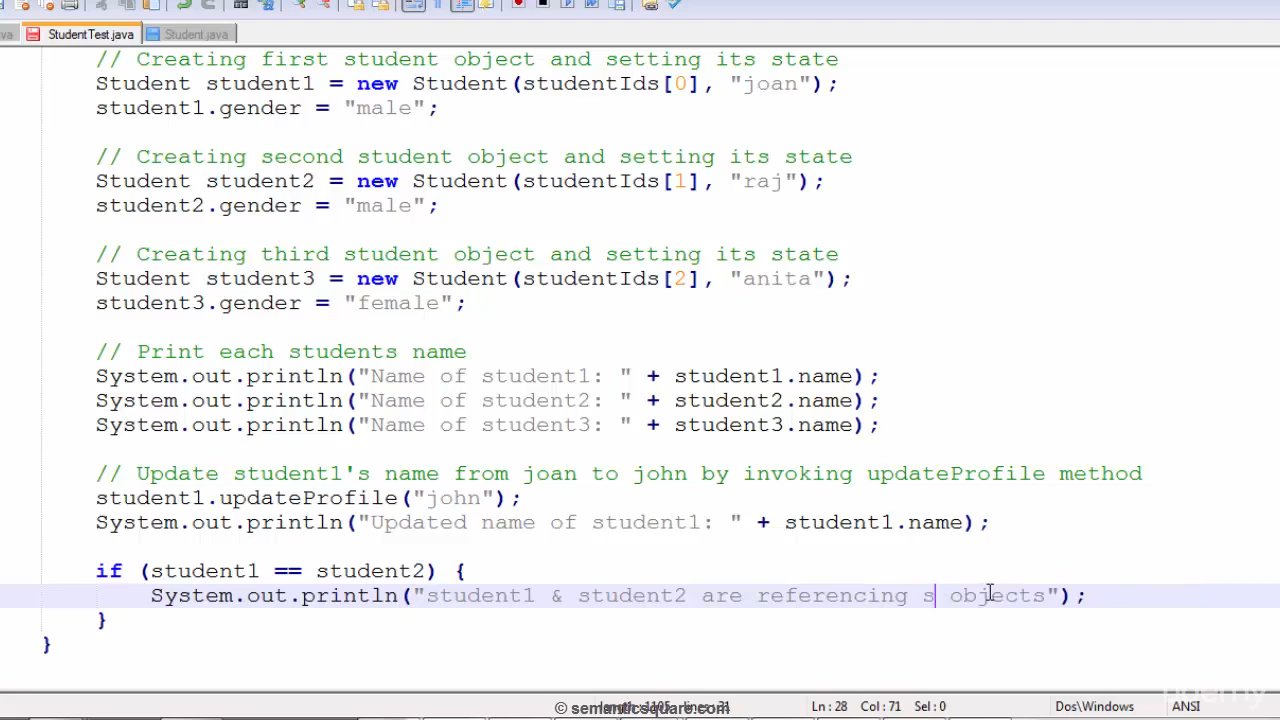 va StudentTest.java Student.java
// Creating first student object and setting its state
Student student1 = new Student(studentIds[0], "joan");
student1.gender = "male";
// Creating second student object and setting its state
Student student2 = new Student(studentIds[1], "raj");
student2.gender = "male";
// Creating third student object and setting its state
Student student3 = new Student(studentIds[2], "anita");
student3.gender = "female";
// Print each students name
System.out.println("Name of student1: " + student1.name);
System.out.println("Name of student2: " + student2.name);
System.out.println("Name of student3: " + student3.name);
// Update student1's name from joan to john by invoking updateProfile method
student1.updateProfile("john");
System.out.println("Updated name of student1: " + student1.name);
if (student1 == student2) {
System.out.println("student1 & student2 are referencing s objects");
}
}
© semanticsquare.com Ln:28 Col:71 Sel:0 Dos\Windows ANSI